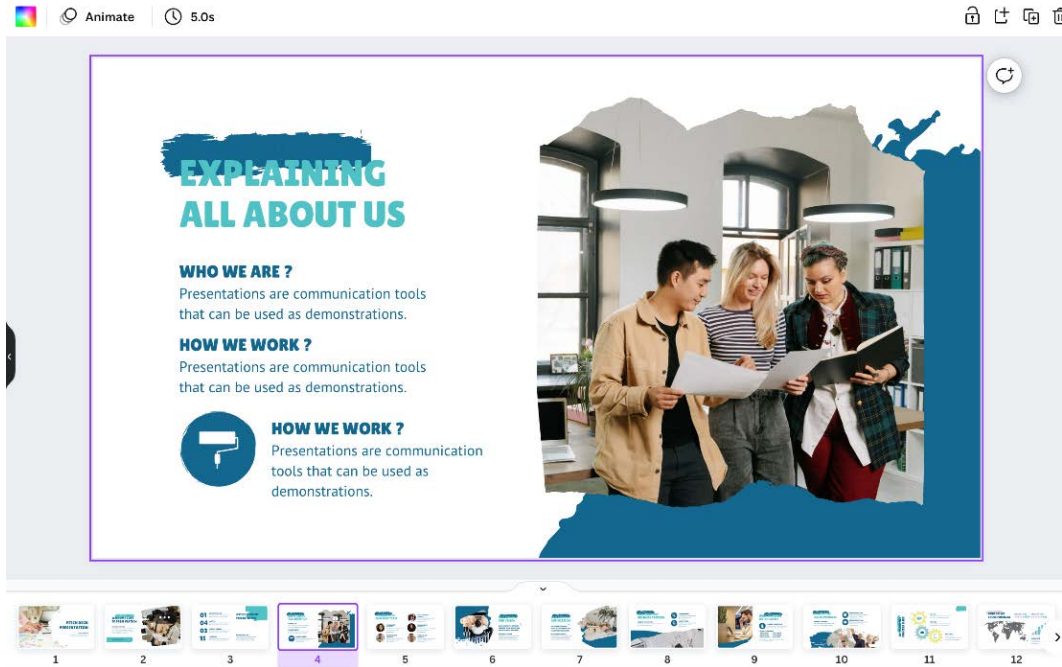 Animate
5.0s
EXPLAINING
ALL ABOUT US
WHO WE ARE ?
Presentations are communication tools
that can be used as demonstrations.
HOW WE WORK ?
Presentations are communication tools
that can be used as demonstrations.
HOW WE WORK ?
Presentations are communication
tools that can be used as
demonstrations.
PITCH DECK
PRESENTATION
1
2
3
4
5
6
7
8
9
10
11
12